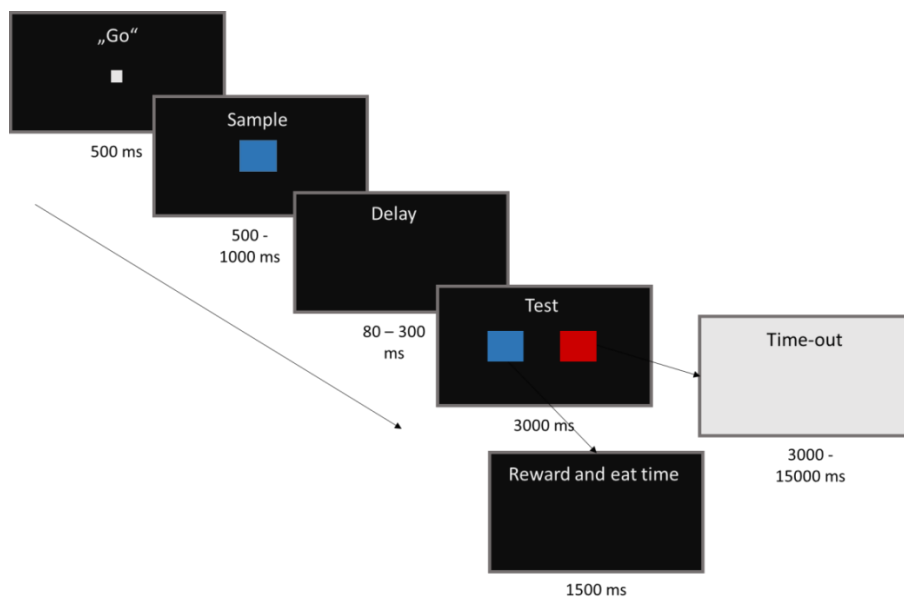 „Go“
500 ms
Sample
500 -
1000 ms
Delay
80 – 300
ms
Test
3000 ms
Time-out
3000 -
15000 ms
Reward and eat time
1500 ms